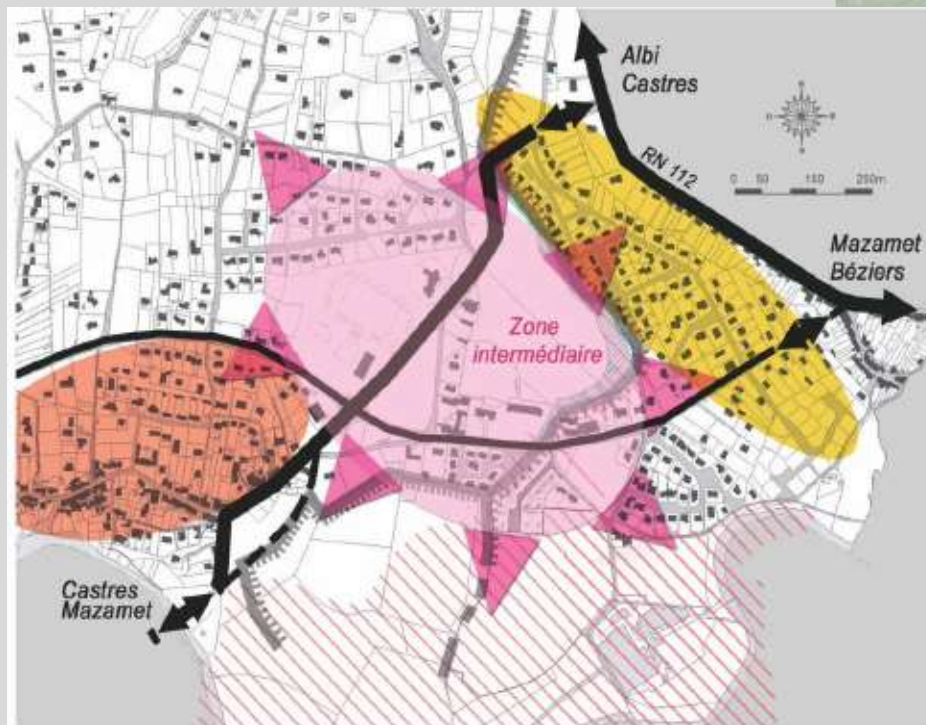 Albi
Castres
RN 112
0 50 150 250m
Mazamet
Béziers
Zone
intermédiaire
Castres
Mazamet